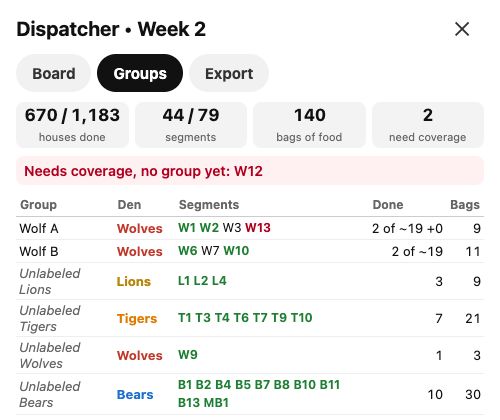 Dispatcher • Week 2
Board Groups Export
670 / 1,183 44 / 79 140 2
houses done segments bags of food need coverage
Needs coverage, no group yet: W12
Group Den Segments Done Bags
Wolf A Wolves W1 W2 W3 W13 2 of ~19 +0 9
Wolf B Wolves W6 W7 W10 2 of ~19 11
Unlabeled
Lions Lions L1 L2 L4 3 9
Unlabeled
Tigers Tigers T1 T3 T4 T6 T7 T9 T10 7 21
Unlabeled
Wolves Wolves W9 1 3
Unlabeled
Bears Bears B1 B2 B4 B5 B7 B8 B10 B11
B13 MB1 10 30